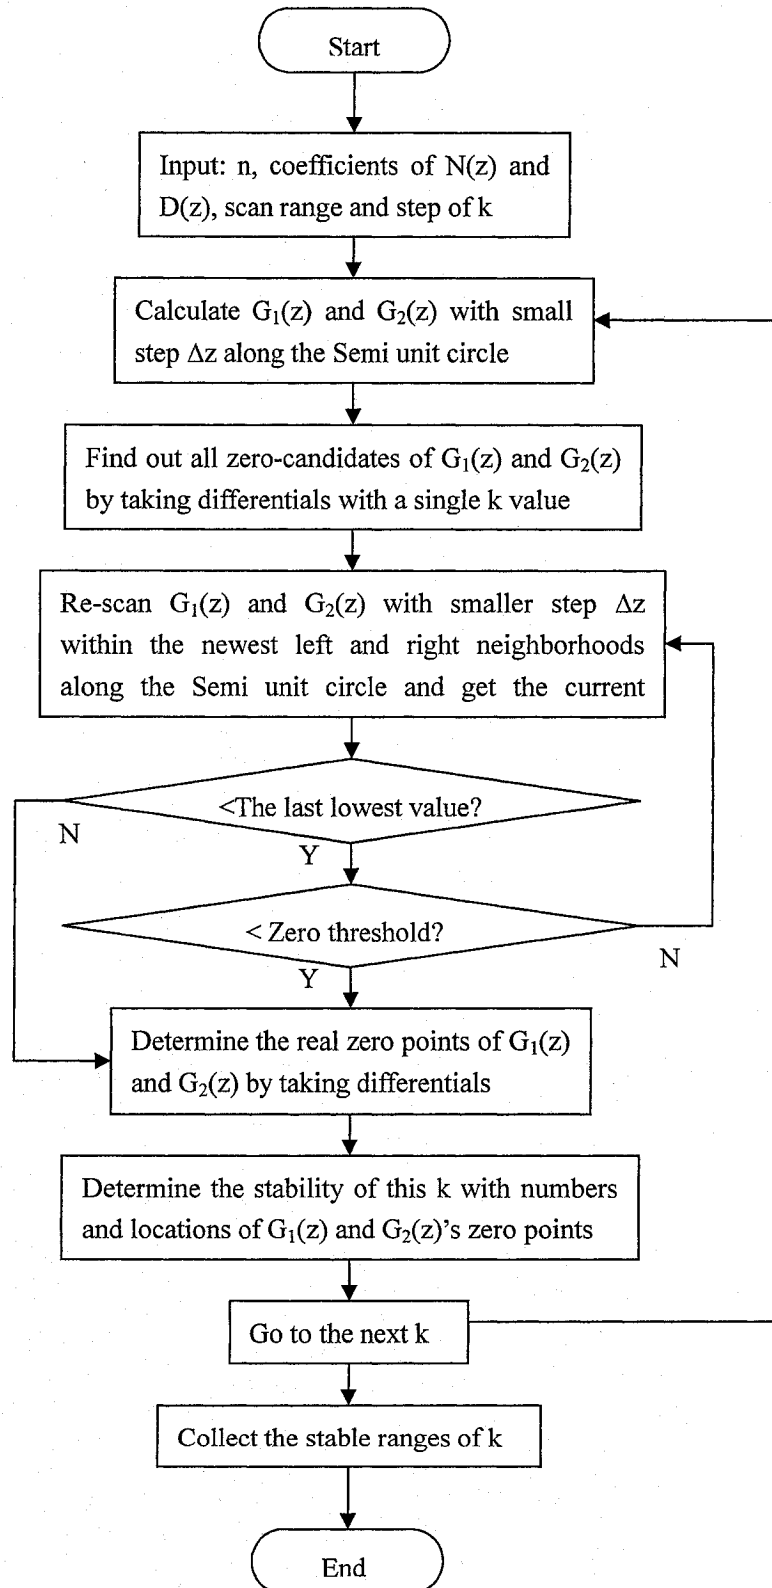 Start
Input: n, coefficients of N(z) and
D(z), scan range and step of k
Calculate G₁(z) and G₂(z) with small
step Δz along the Semi unit circle
Find out all zero-candidates of G₁(z) and G₂(z)
by taking differentials with a single k value
Re-scan G₁(z) and G₂(z) with smaller step Δz
within the newest left and right neighborhoods
along the Semi unit circle and get the current
<The last lowest value?
N
Y
< Zero threshold?
N
Y
Determine the real zero points of G₁(z)
and G₂(z) by taking differentials
Determine the stability of this k with numbers
and locations of G₁(z) and G₂(z)'s zero points
Go to the next k
Collect the stable ranges of k
End